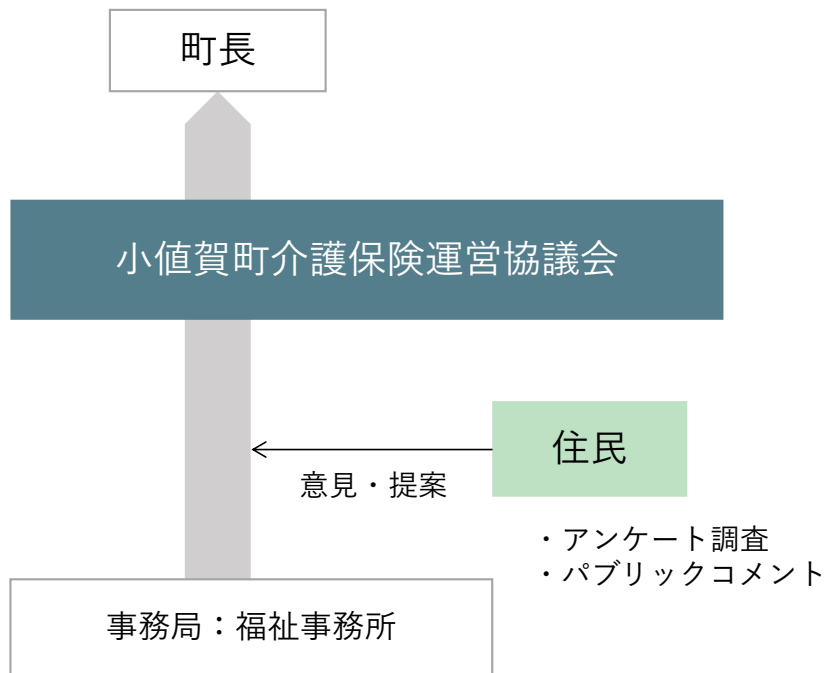 町長
小値賀町介護保険運営協議会
住民
意見・提案
・アンケート調査
・パブリックコメント
事務局：福祉事務所